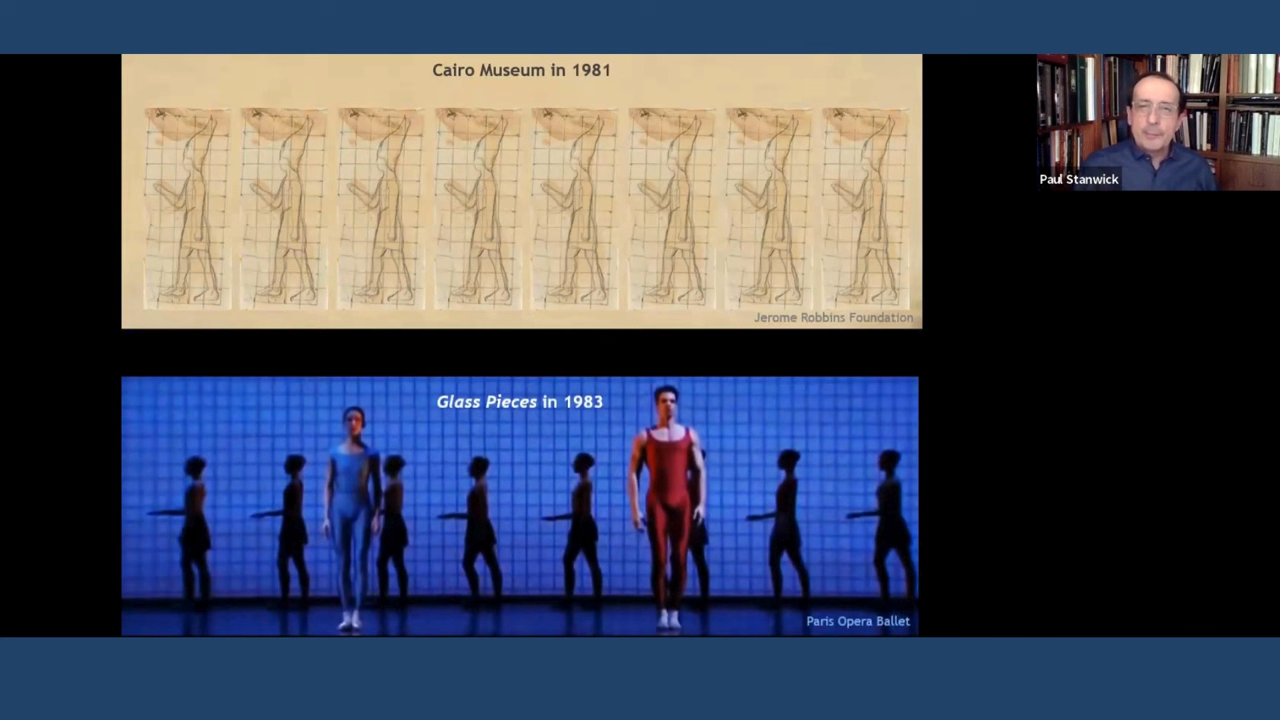 Cairo Museum in 1981
Paul Stanwick
Jerome Robbins Foundation
Glass Pieces in 1983
Paris Opera Ballet